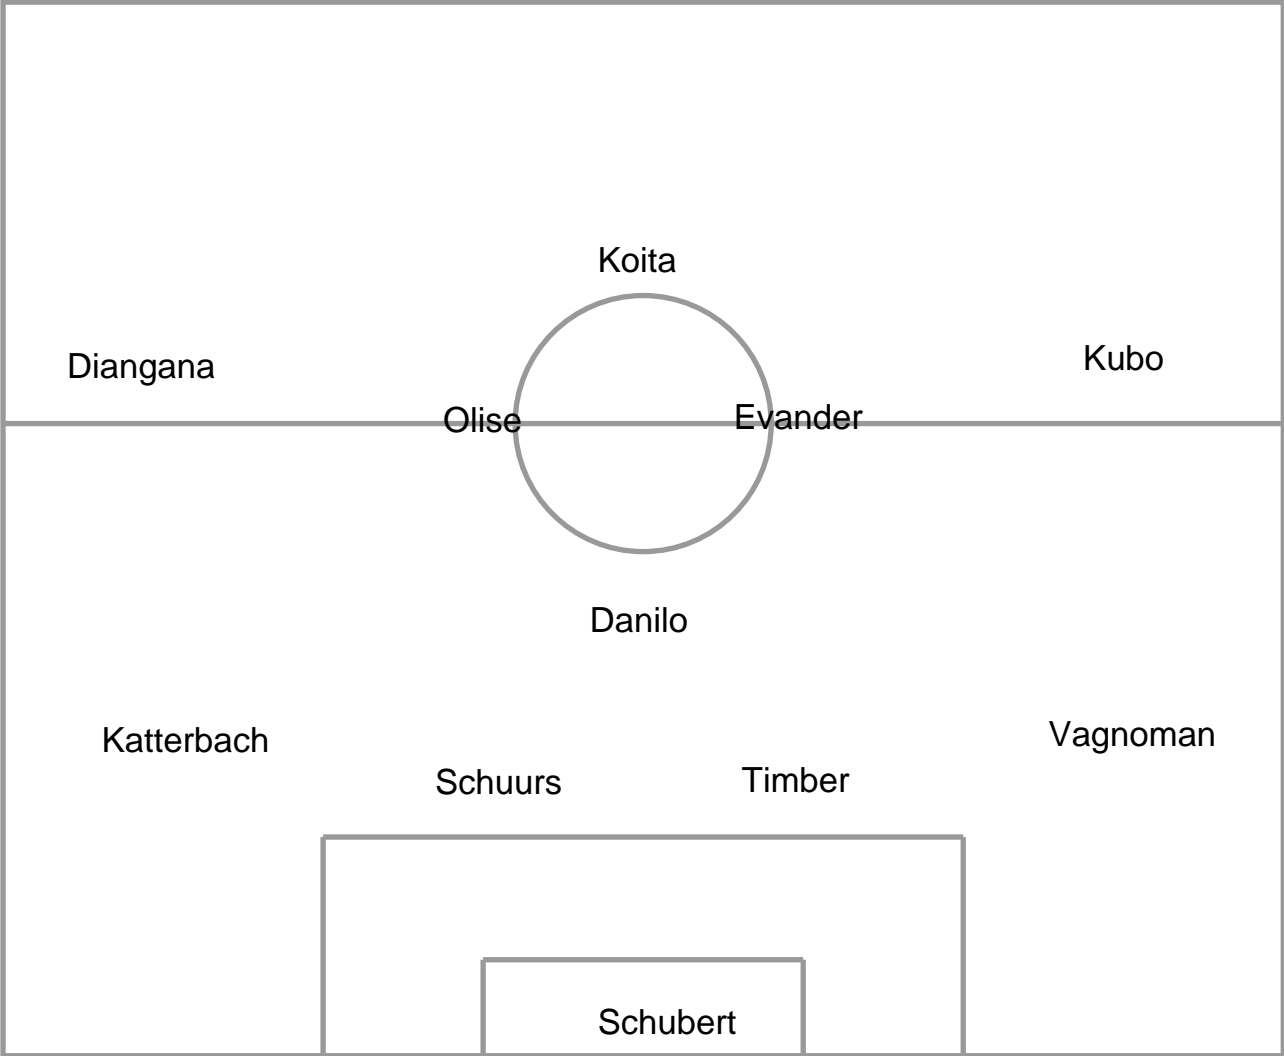 Koita
Diangana
Kubo
Olise
Evander
Danilo
Katterbach
Vagnoman
Schuurs
Timber
Schubert